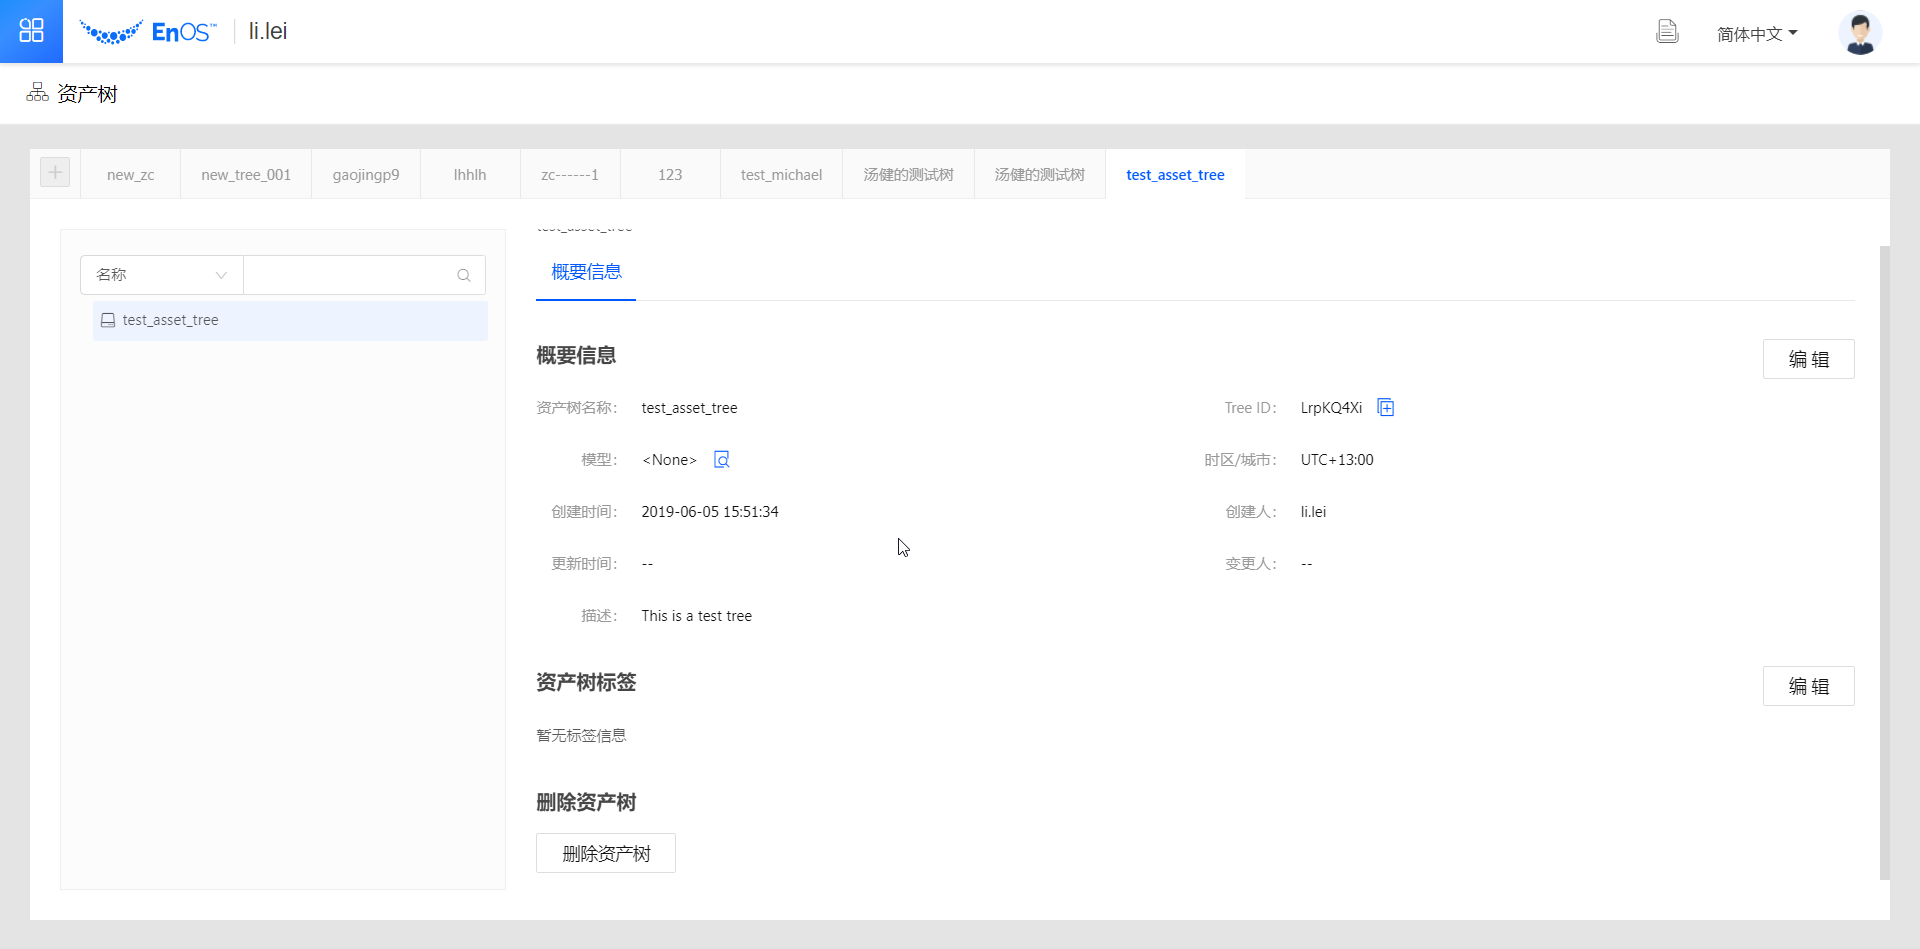 EnOS™ li.lei
简体中文
资产树
new_zc new_tree_001 gaojingp9 lhhlh zc------1 123 test_michael 汤健的测试树 汤健的测试树 test_asset_tree
test_asset_tree
名称
test_asset_tree
概要信息
概要信息
编 辑
资产树名称: test_asset_tree Tree ID: LrpKQ4Xi
模型: <None> 时区/城市: UTC+13:00
创建时间: 2019-06-05 15:51:34 创建人: li.lei
更新时间: -- 变更人: --
描述: This is a test tree
资产树标签
编 辑
暂无标签信息
删除资产树
删除资产树